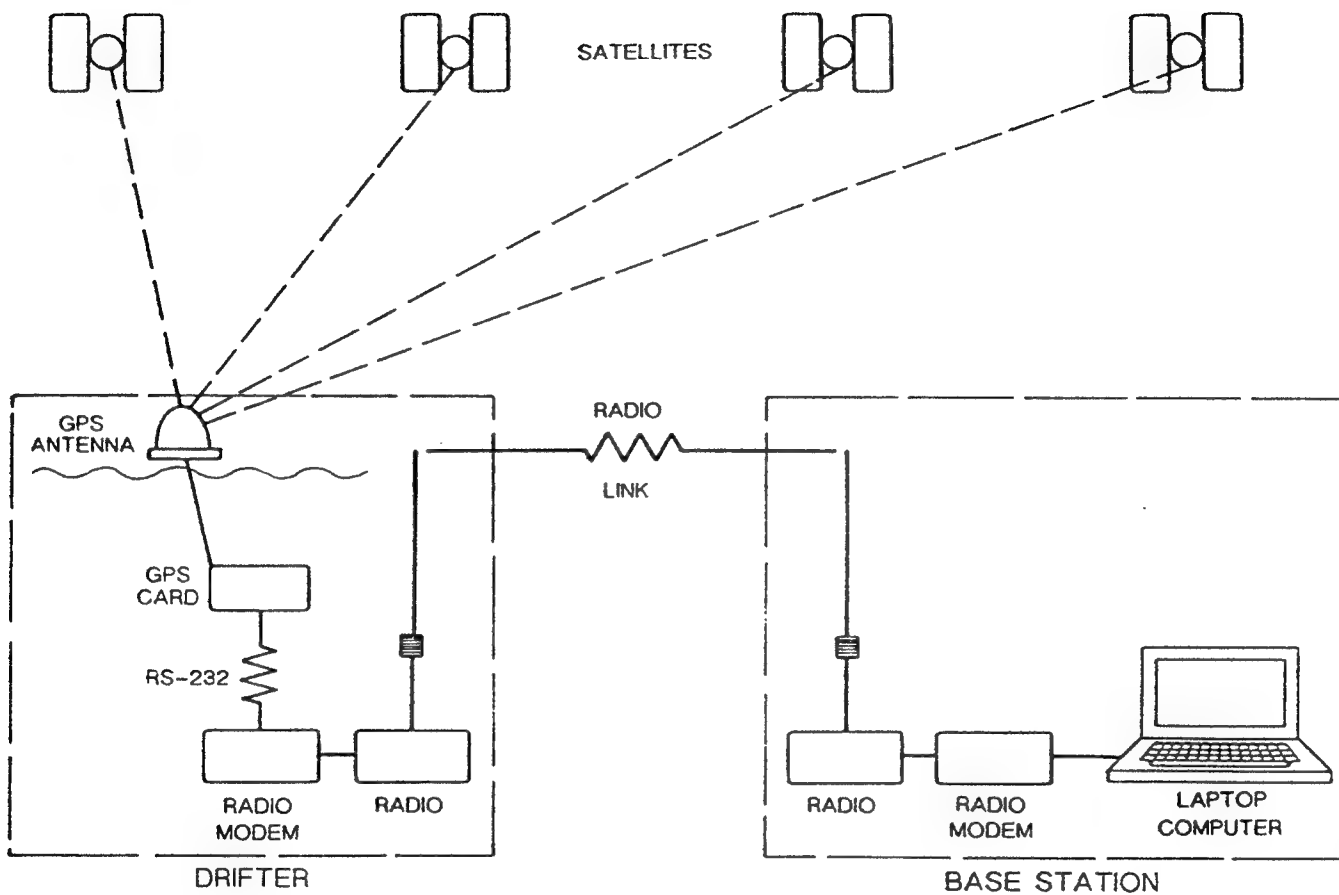 SATELLITES
GPS
ANTENNA
RADIO
LINK
GPS
CARD
RS-232
RADIO
MODEM
RADIO
RADIO
RADIO
MODEM
LAPTOP
COMPUTER
DRIFTER
BASE STATION